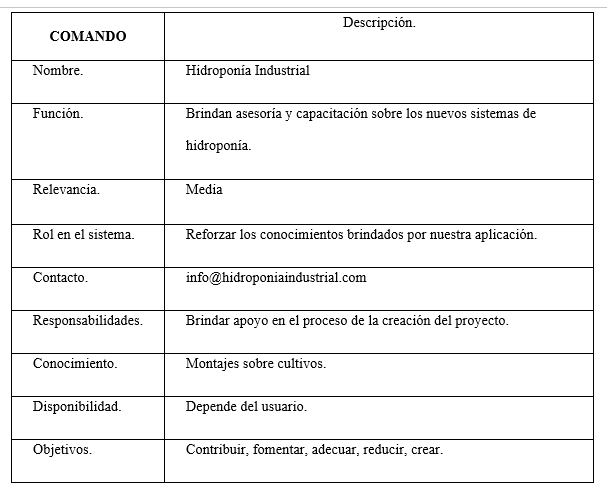 COMANDO
Descripción.
Nombre.
Hidroponía Industrial
Función.
Brindan asesoría y capacitación sobre los nuevos sistemas de
hidroponía.
Relevancia.
Media
Rol en el sistema.
Reforzar los conocimientos brindados por nuestra aplicación.
Contacto.
info@hidroponiaindustrial.com
Responsabilidades.
Brindar apoyo en el proceso de la creación del proyecto.
Conocimiento.
Montajes sobre cultivos.
Disponibilidad.
Depende del usuario.
Objetivos.
Contribuir, fomentar, adecuar, reducir, crear.